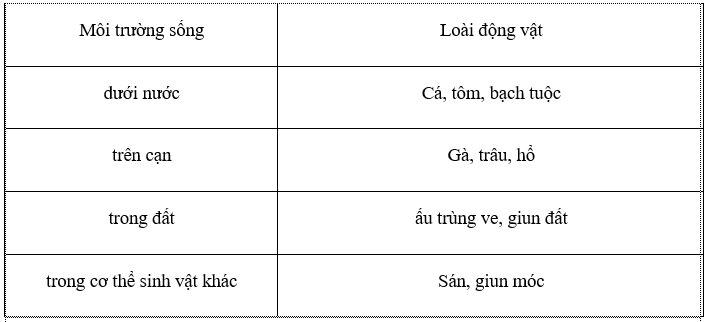 Môi trường sống
Loài động vật
dưới nước
Cá, tôm, bạch tuộc
trên cạn
Gà, trâu, hổ
trong đất
ấu trùng ve, giun đất
trong cơ thể sinh vật khác
Sán, giun móc